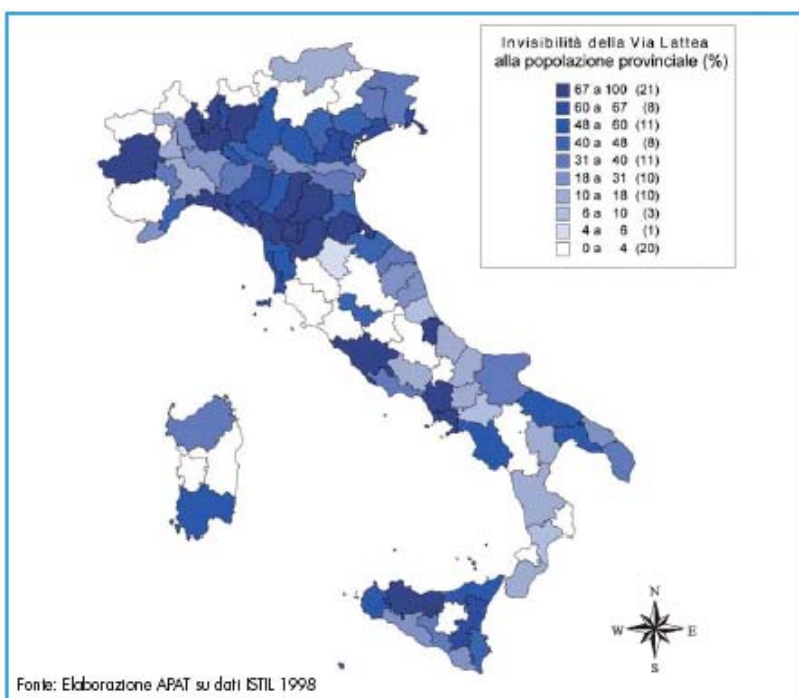 Invisibilità della Via Lattea
alla popolazione provinciale (%)
67 a 100 (21)
60 a 67 (8)
48 a 60 (11)
40 a 48 (8)
31 a 40 (11)
18 a 31 (10)
10 a 18 (10)
6 a 10 (3)
4 a 6 (1)
0 a 4 (20)
N
W E
S
Fonte: Elaborazione APAT su dati ISTIL 1998